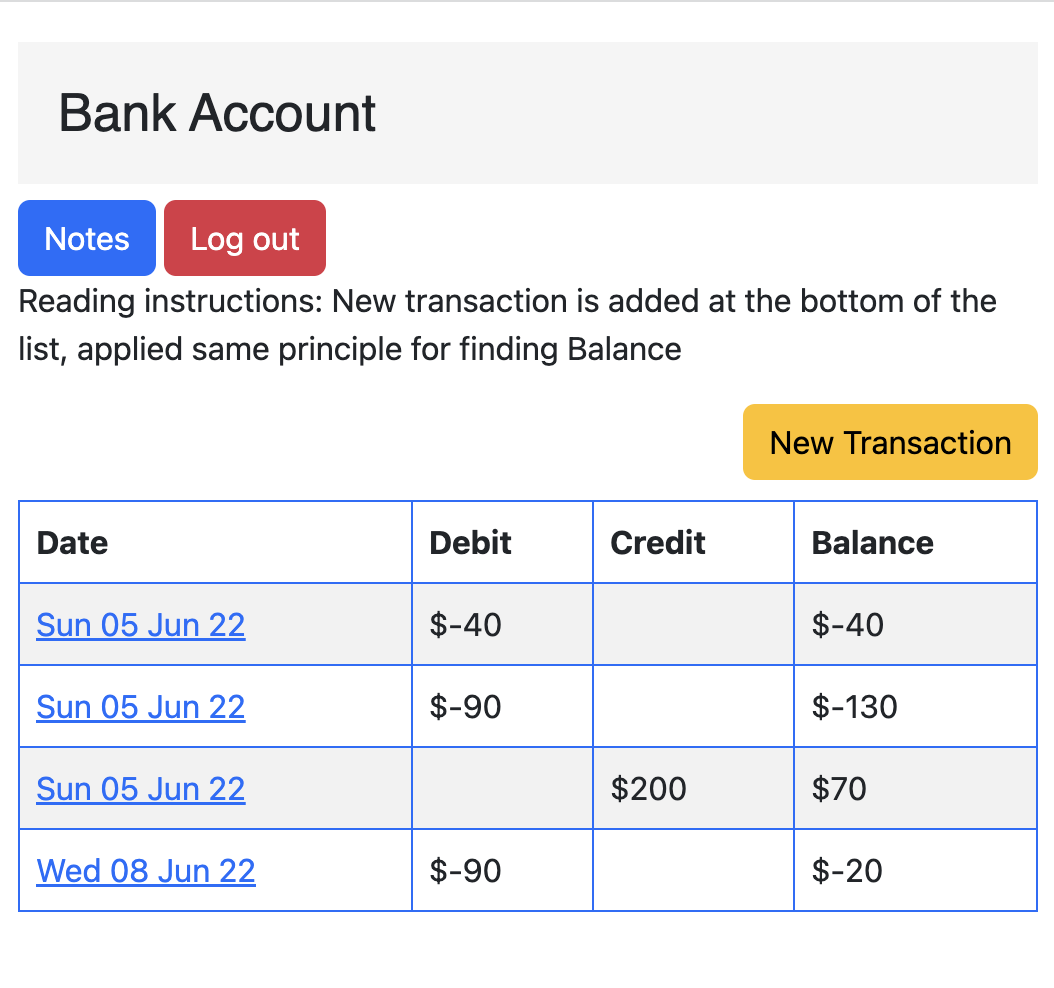 Bank Account
Notes Log out
Reading instructions: New transaction is added at the bottom of the
list, applied same principle for finding Balance
New Transaction
Date Debit Credit Balance
Sun 05 Jun 22 $-40 $-40
Sun 05 Jun 22 $-90 $-130
Sun 05 Jun 22 $200 $70
Wed 08 Jun 22 $-90 $-20